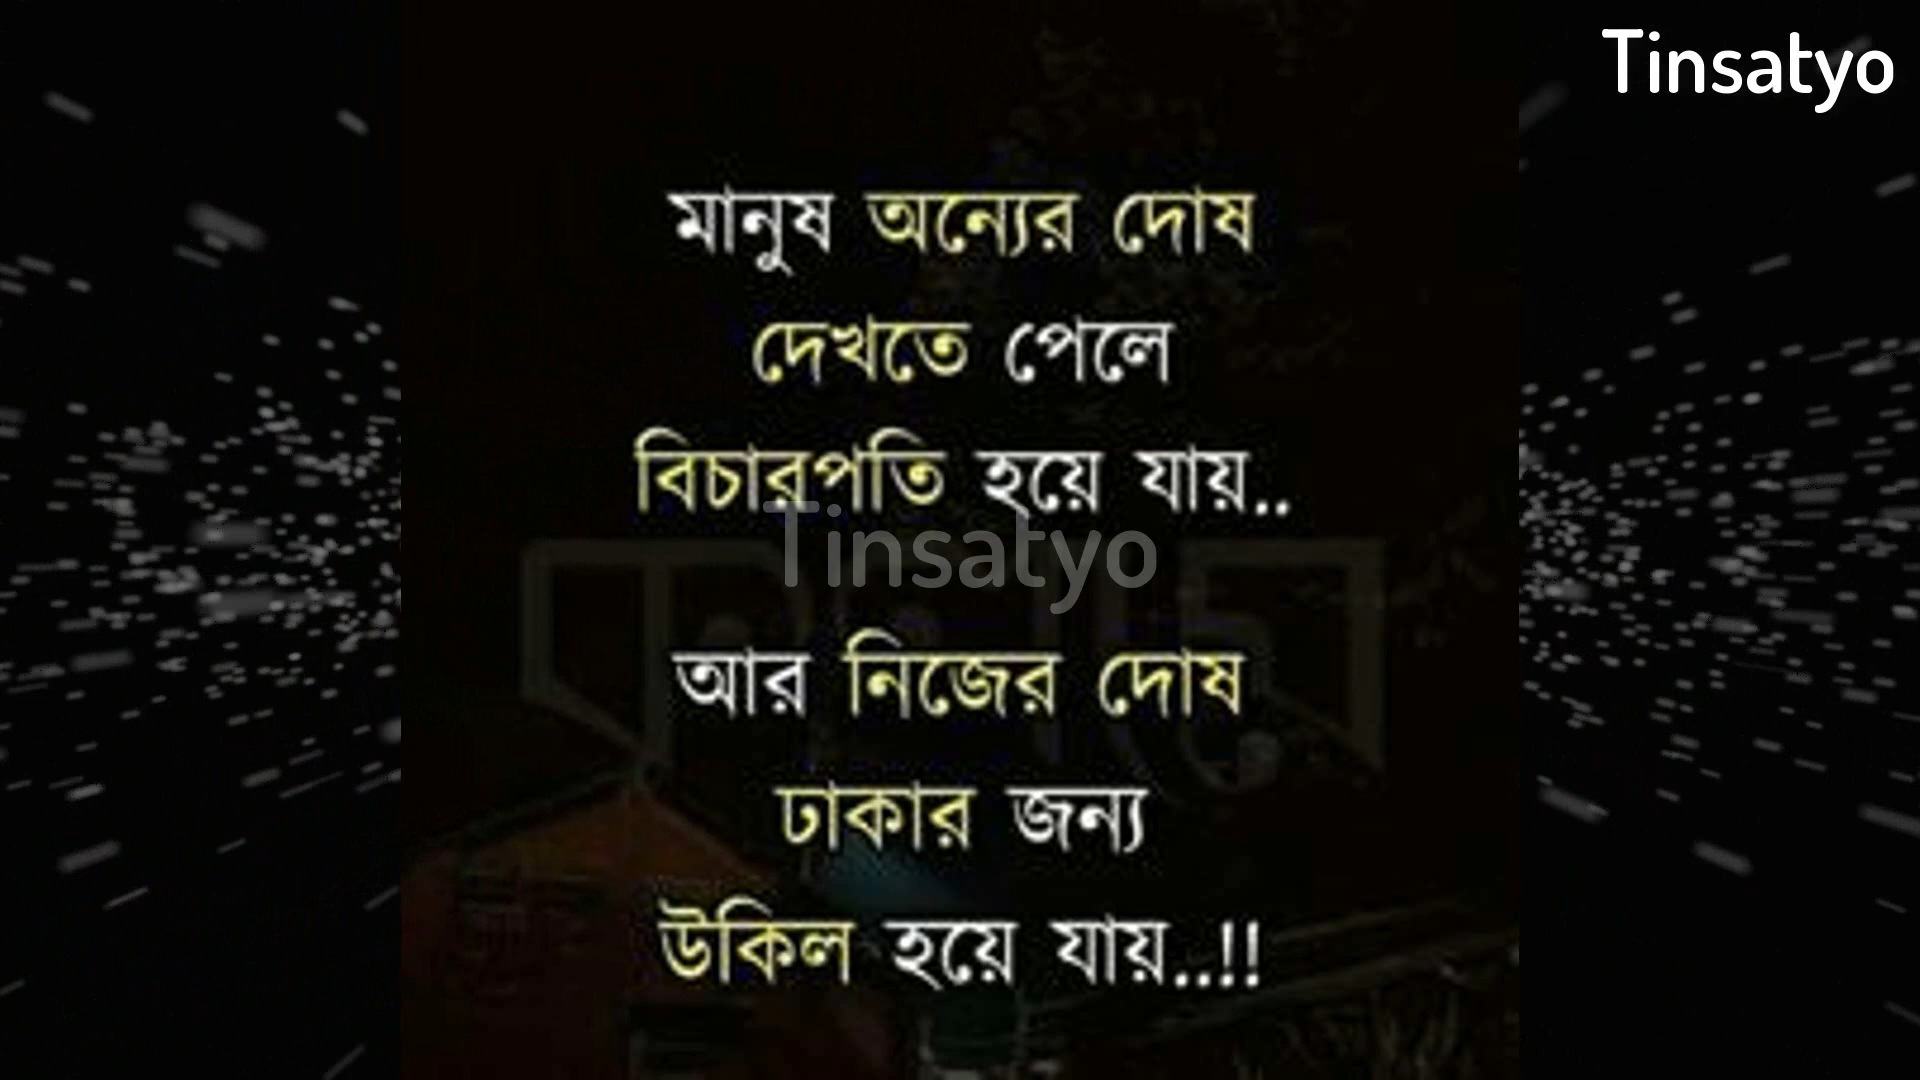 Tinsatyo
মানুষ অন্যের দোষ
দেখতে পেলে
বিচারপতি হয়ে যায়..
Tinsatyo
আর নিজের দোষ
ঢাকার জন্য
উকিল হয়ে যায়..!!